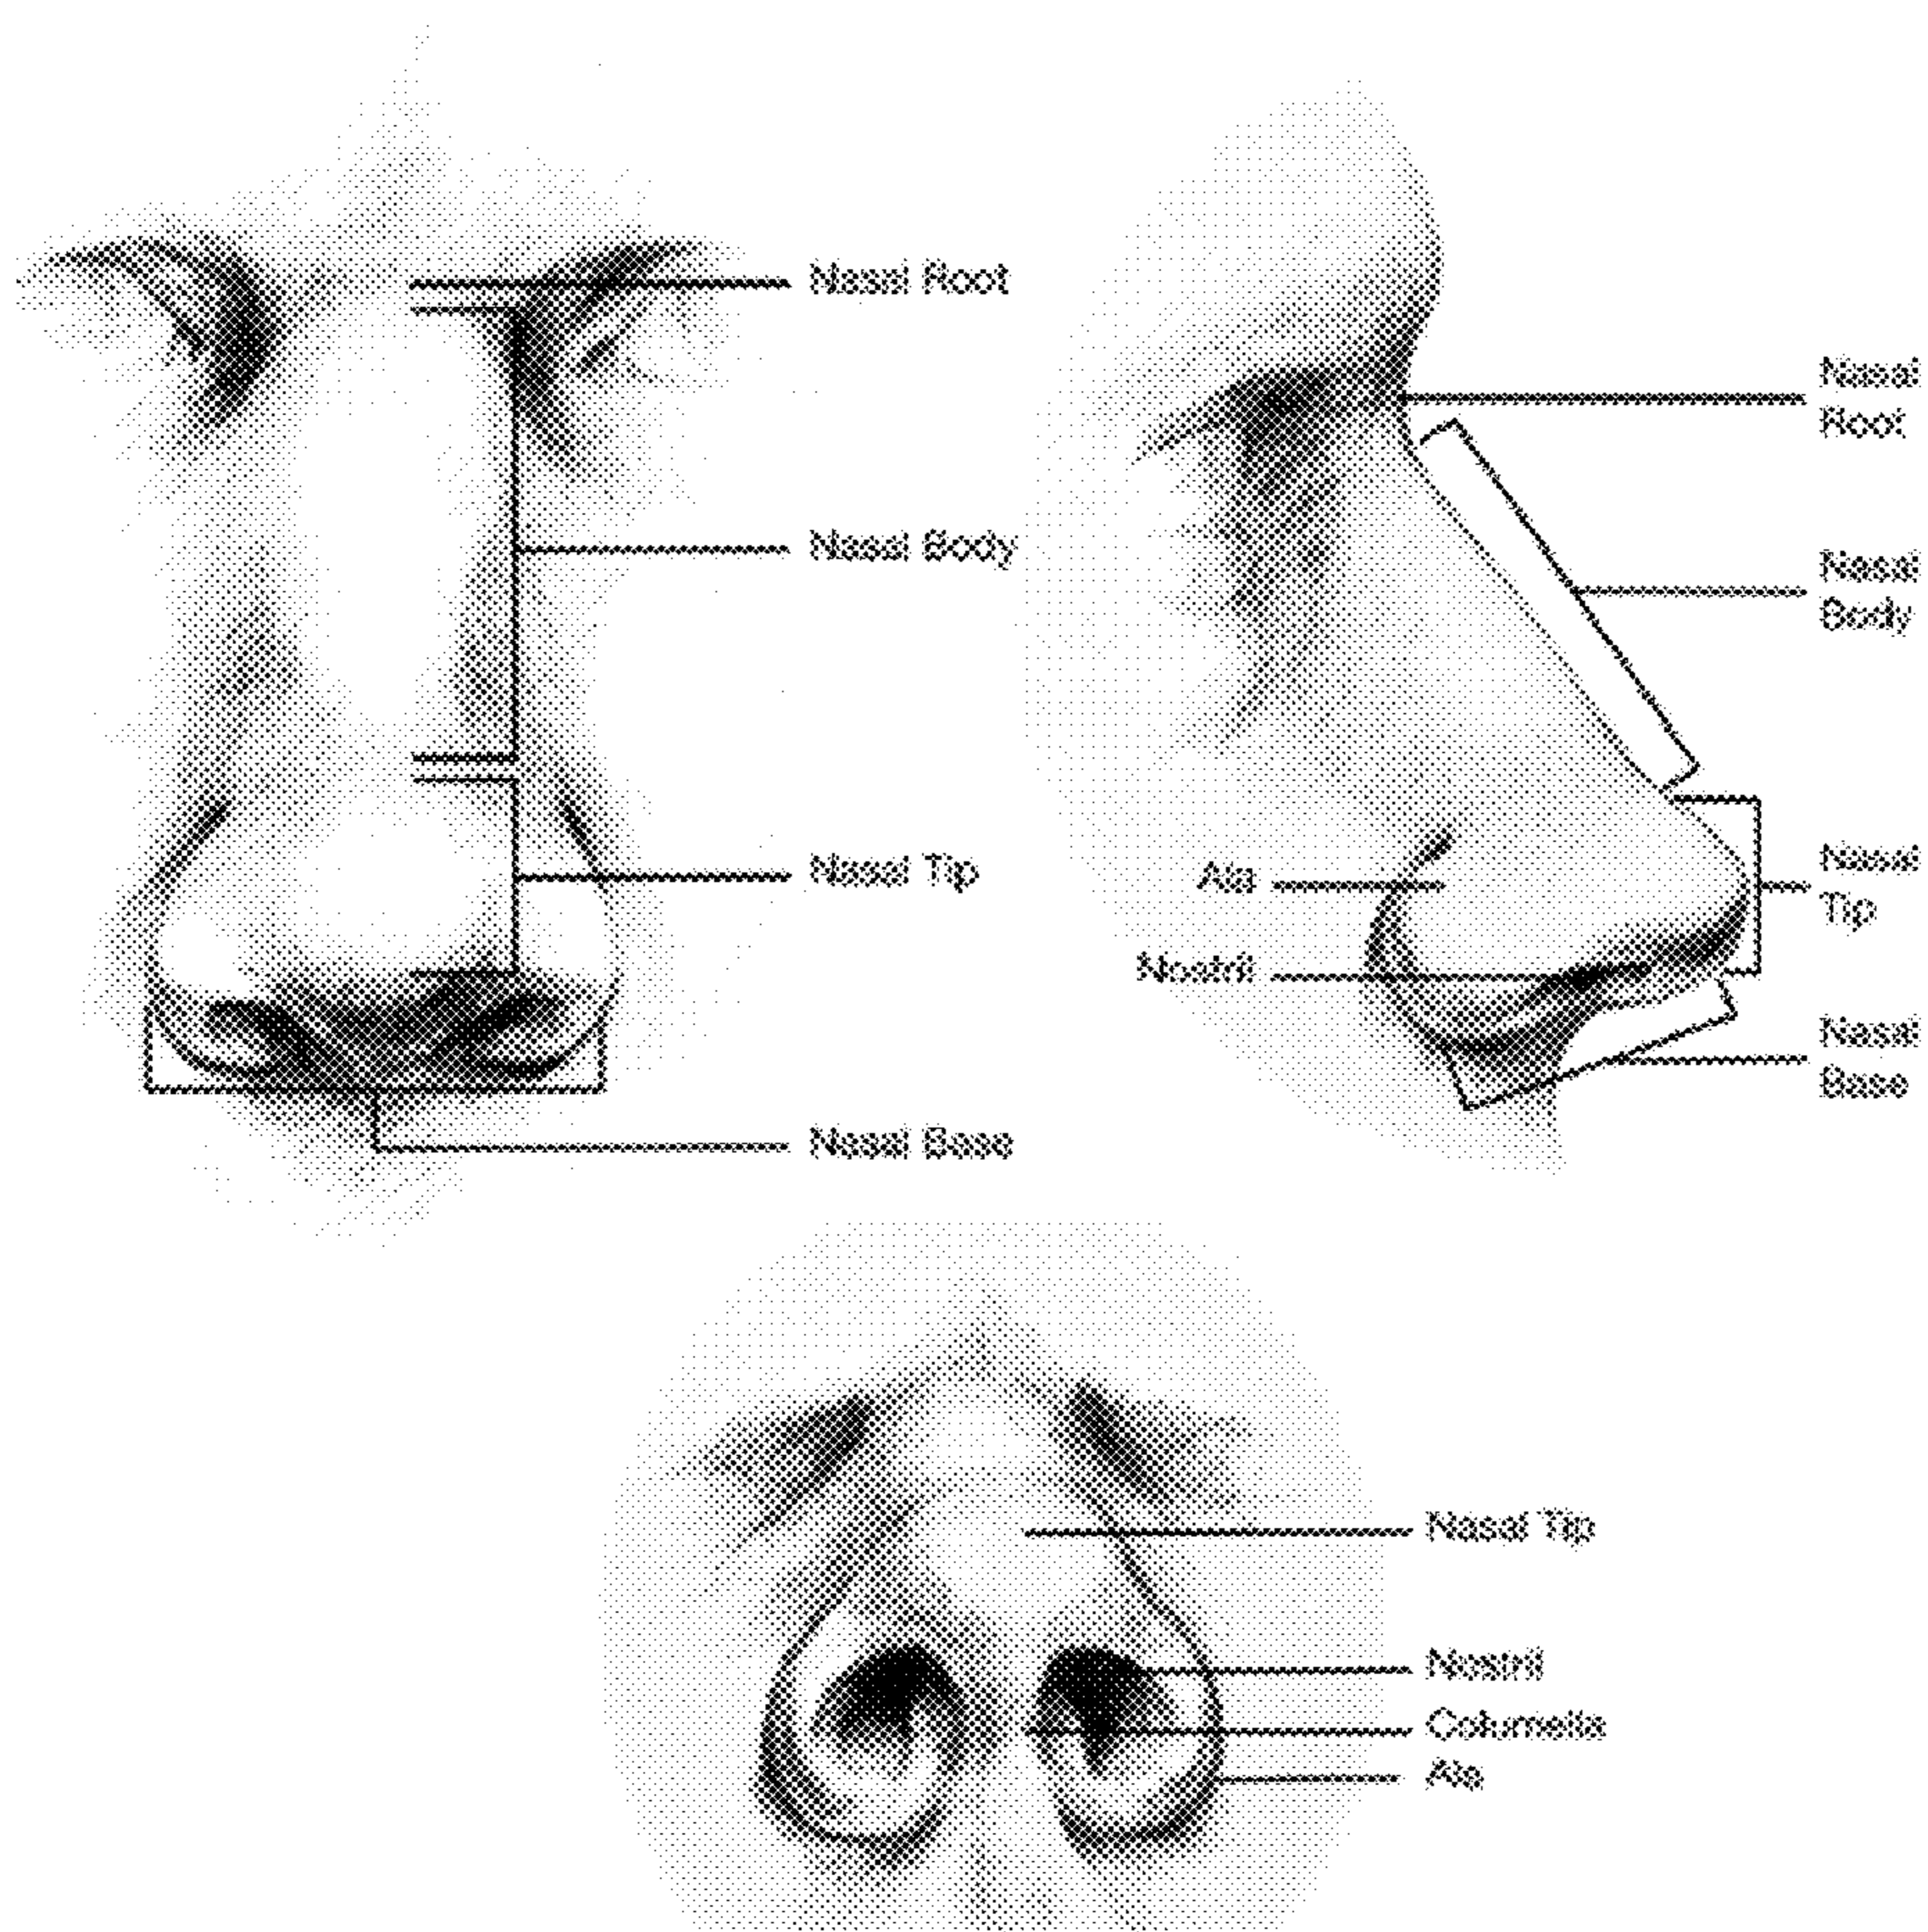 Nasal Root
Nasal Body
Nasal Tip
Nasal Base
Nasal
Root
Nasal
Body
Nasal
Tip
Nasal
Base
Ala
Nostril
Nasal Tip
Nostril
Columella
Ala